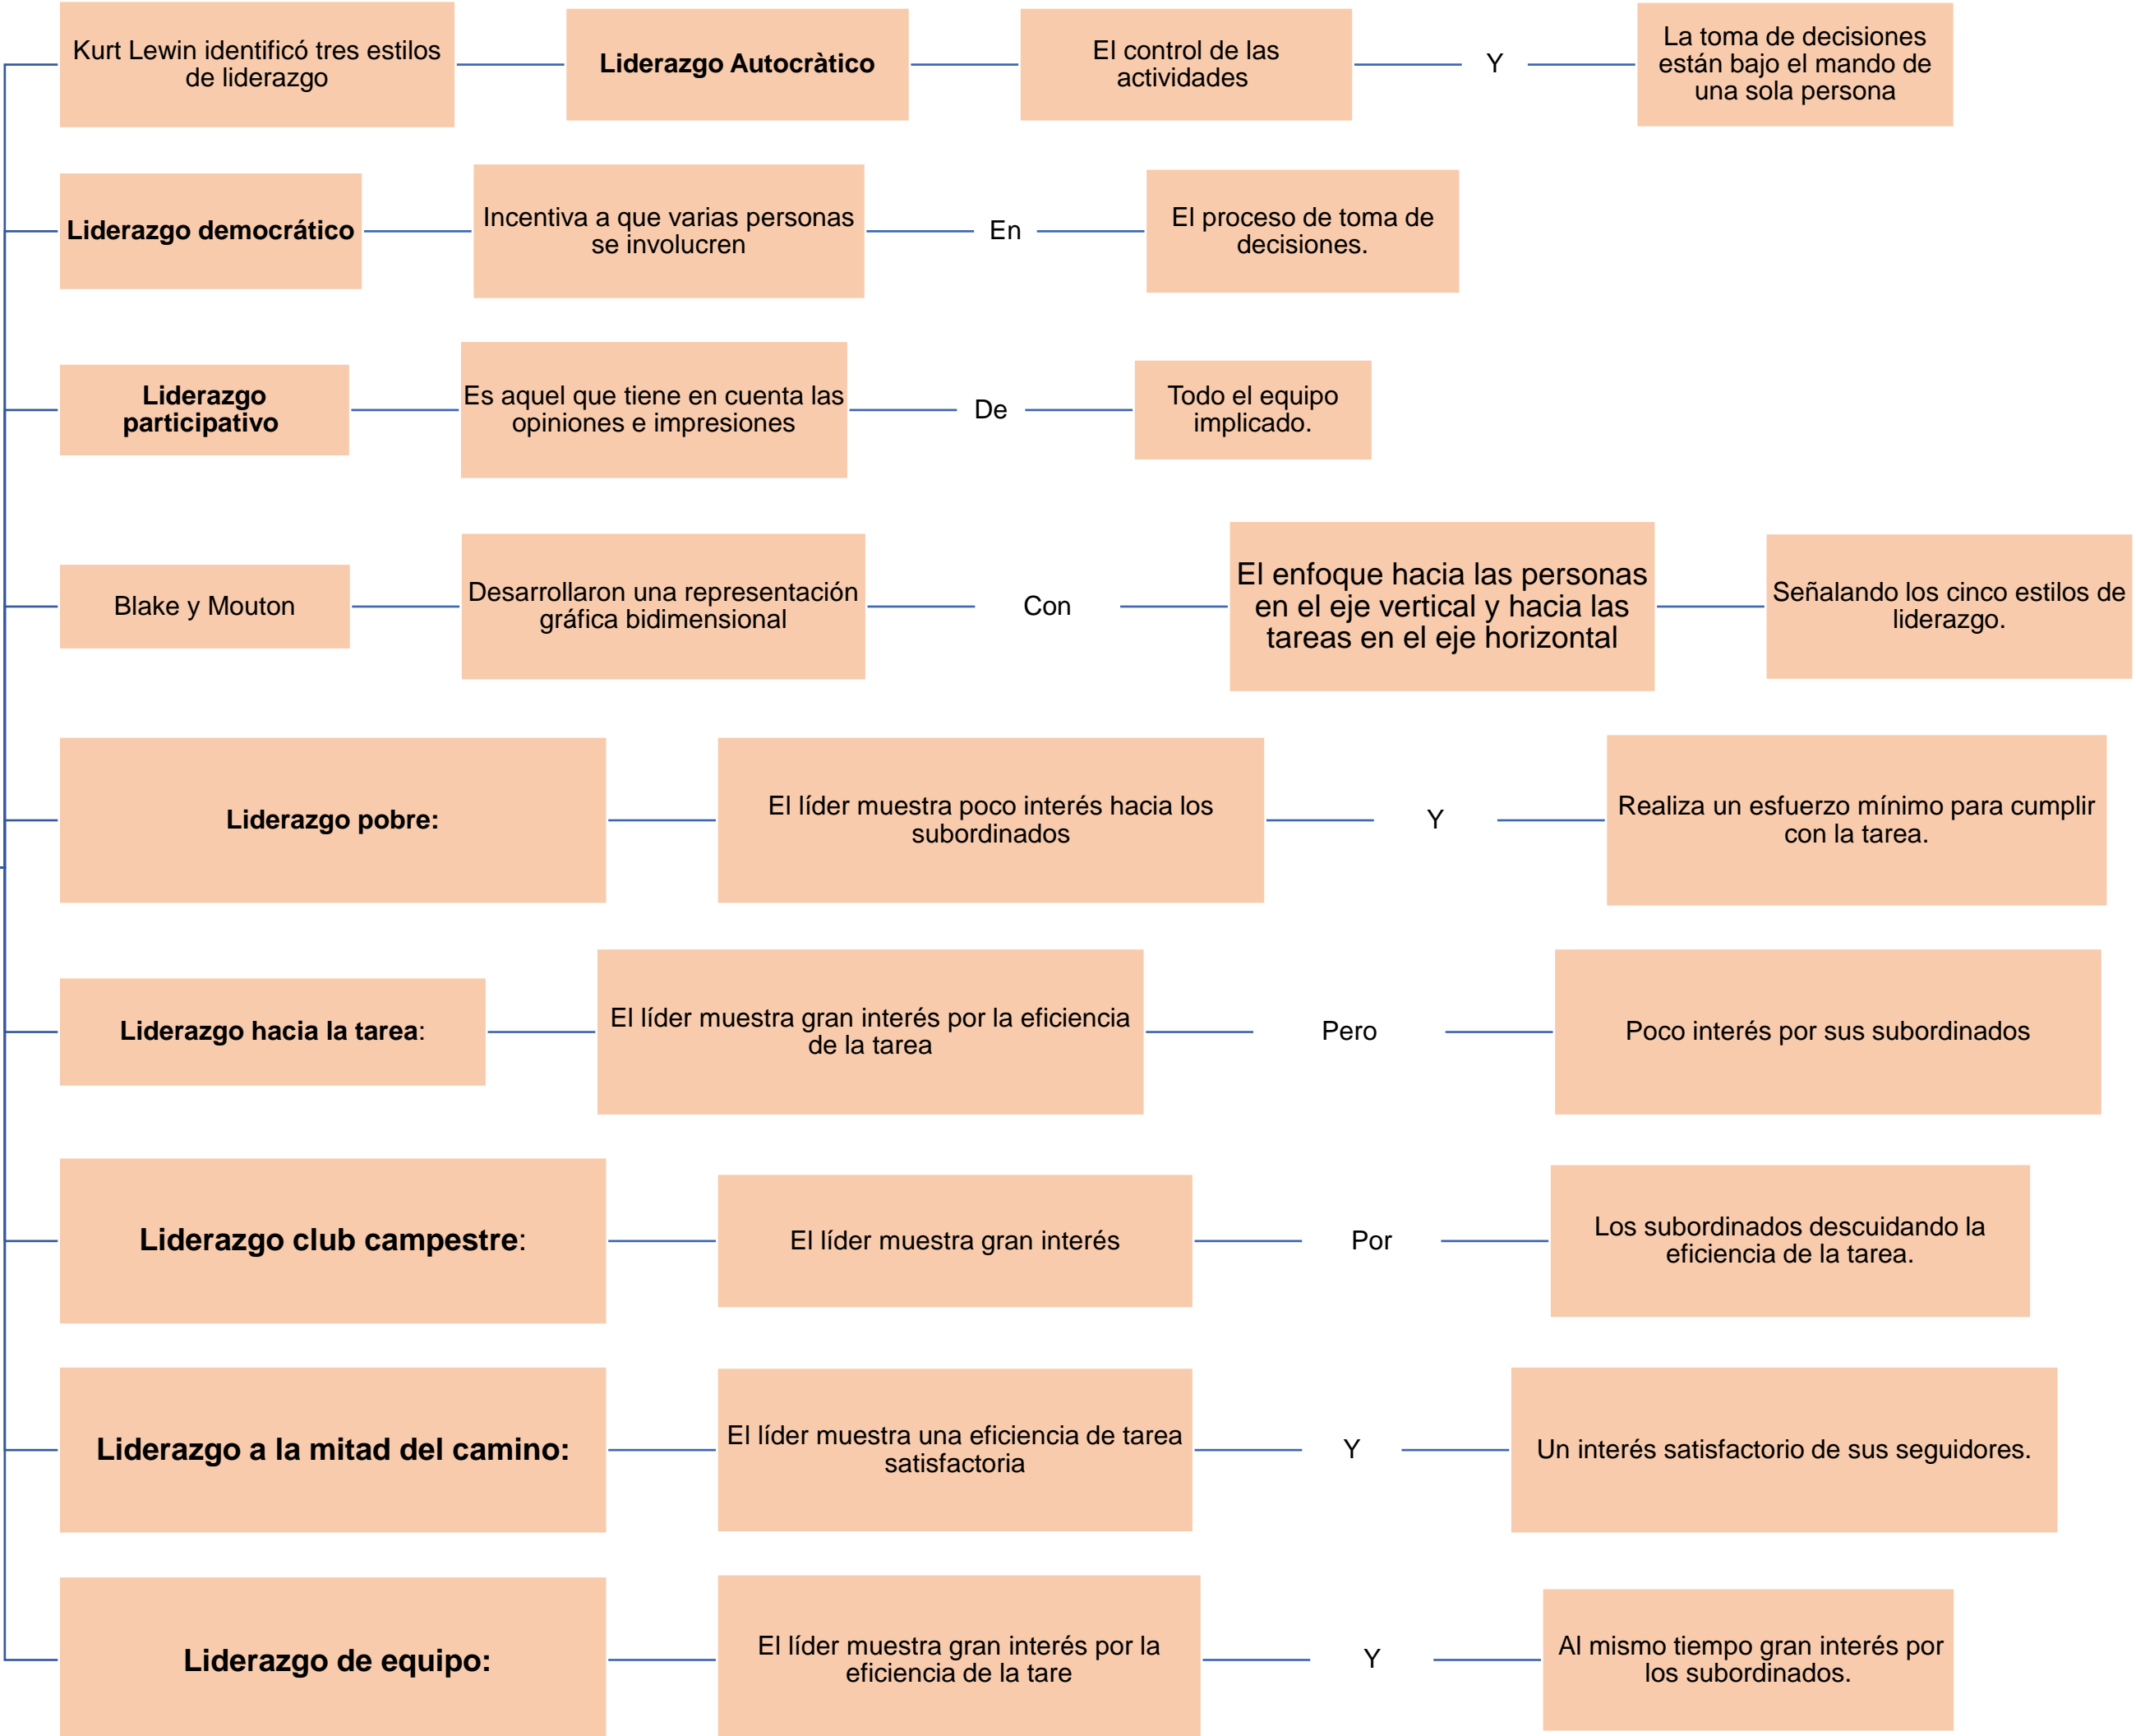 Kurt Lewin identificó tres estilos
de liderazgo
Liderazgo Autocràtico
El control de las
actividades
Y
La toma de decisiones
están bajo el mando de
una sola persona
Liderazgo democrático
Incentiva a que varias personas
se involucren
En
El proceso de toma de
decisiones.
Liderazgo
participativo
Es aquel que tiene en cuenta las
opiniones e impresiones
De
Todo el equipo
implicado.
Blake y Mouton
Desarrollaron una representación
gráfica bidimensional
Con
El enfoque hacia las personas
en el eje vertical y hacia las
tareas en el eje horizontal
Señalando los cinco estilos de
liderazgo.
Liderazgo pobre:
El líder muestra poco interés hacia los
subordinados
Y
Realiza un esfuerzo mínimo para cumplir
con la tarea.
Liderazgo hacia la tarea:
El líder muestra gran interés por la eficiencia
de la tarea
Pero
Poco interés por sus subordinados
Liderazgo club campestre:
El líder muestra gran interés
Por
Los subordinados descuidando la
eficiencia de la tarea.
Liderazgo a la mitad del camino:
El líder muestra una eficiencia de tarea
satisfactoria
Y
Un interés satisfactorio de sus seguidores.
Liderazgo de equipo:
El líder muestra gran interés por la
eficiencia de la tare
Y
Al mismo tiempo gran interés por
los subordinados.